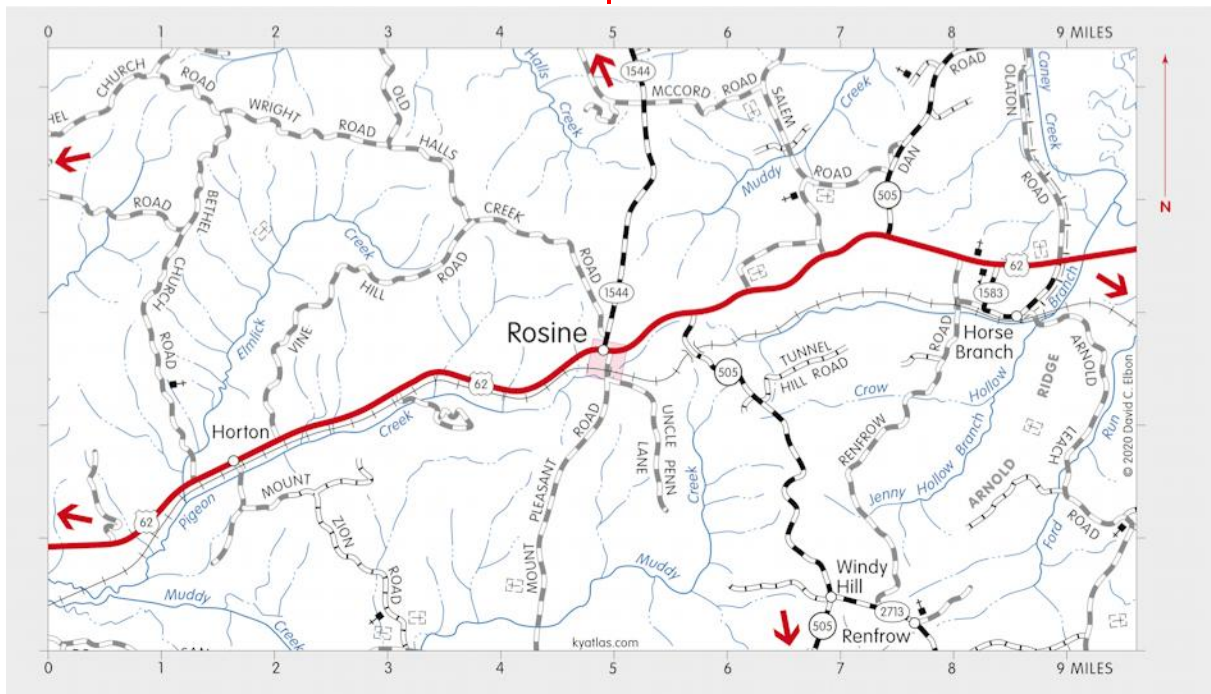 0 1 2 3 4 5 6 7 8 9 MILES
CHURCH ROAD
OLD
Halls Creek
1544
MCCORD ROAD
SALEM
Creek
ROAD
OLATON
Caney Creek
HEL
WRIGHT ROAD
HALLS
Muddy
ROAD
DAN
505
ROAD
N
ROAD
BETHEL
Creek
CREEK
ROAD
CHURCH
HILL
ROAD
1544
62
1583
Branch
Elmlick
VINE
Rosine
Horse
Branch
ROAD
ROAD
62
505
TUNNEL
HILL ROAD
Crow
Hollow
RIDGE
ARNOLD
© 2020 David C. Elbon
Horton
Creek
ROAD
UNCLE PENN
LANE
RENFROW
Jenny Hollow Branch
ARNOLD
LEACH
Run
MOUNT
ZION
ROAD
PLEASANT
MOUNT
Creek
Ford
ROAD
62
Pigeon
Muddy
Creek
Muddy
Windy
Hill
2713
505
Renfrow
kyatlas.com
0 1 2 3 4 5 6 7 8 9 MILES